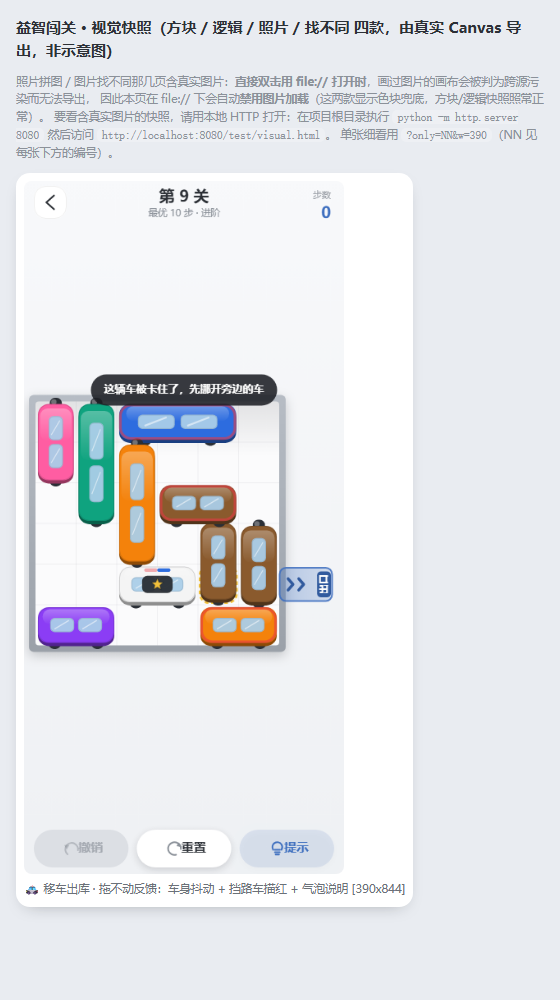 益智闯关 · 视觉快照（方块 / 逻辑 / 照片 / 找不同 四款，由真实 Canvas 导
出，非示意图）
照片拼图 / 图片找不同那几页含真实图片：直接双击用 file:// 打开时，画过图片的画布会被判为跨源污
染而无法导出， 因此本页在 file:// 下会自动禁用图片加载（这两款显示色块兜底，方块/逻辑快照照常正
常）。 要看含真实图片的快照，请用本地 HTTP 打开：在项目根目录执行 python -m http.server
8080 然后访问 http://localhost:8080/test/visual.html 。 单张细看用 ?only=NN&w=390 （NN 见
每张下方的编号）。
第 9 关
最优 10 步 · 进阶
步数
0
这辆车被卡住了，先挪开旁边的车
出口
撤销
重置
提示
移车出库 · 拖不动反馈：车身抖动 + 挡路车描红 + 气泡说明 [390x844]